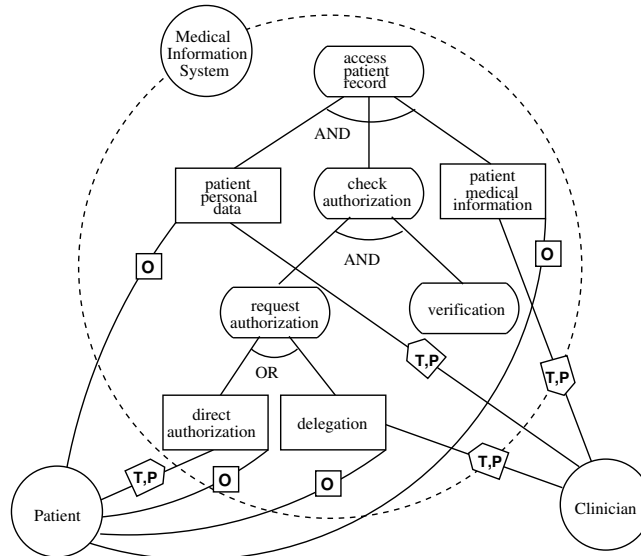 Medical
Information
System
access
patient
record
AND
patient
personal
data
check
authorization
patient
medical
information
O
O
AND
request
authorization
verification
T,P
T,P
OR
direct
authorization
delegation
T,P
T,P
O
O
Patient
Clinician